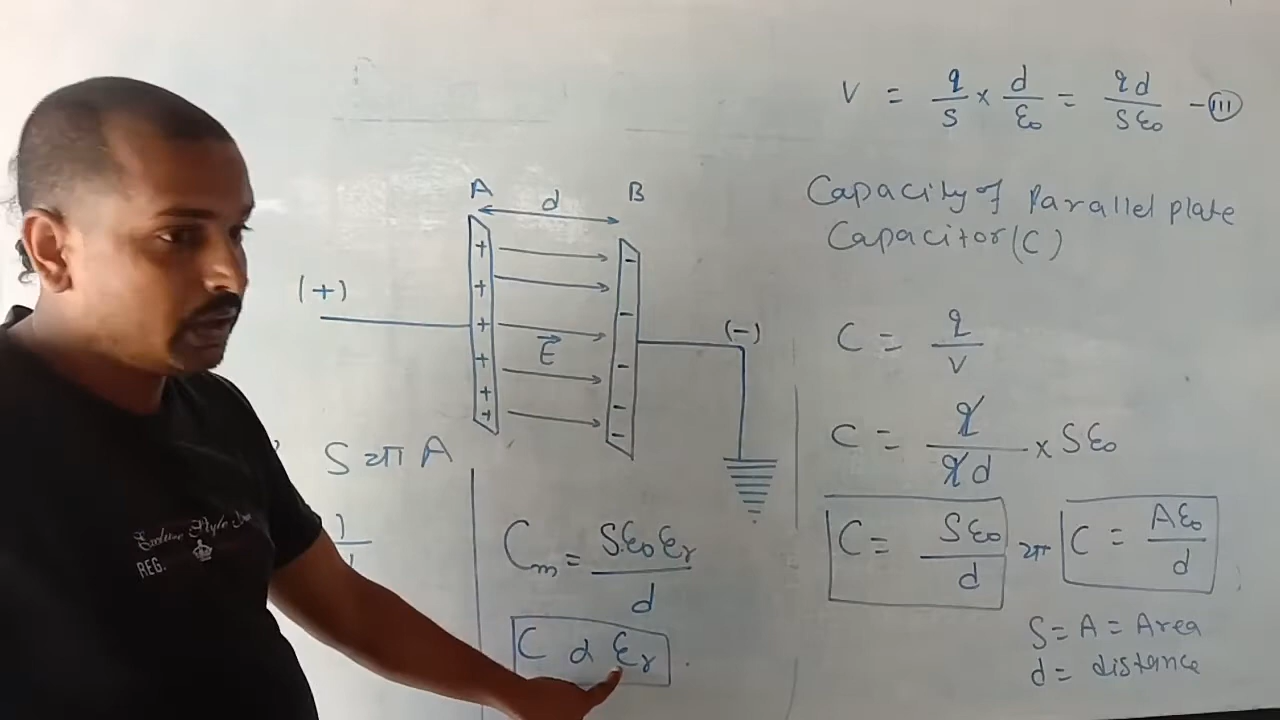 V = q/S × d/ε₀ = qd/Sε₀ - (III)
Capacity of Parallel plate
Capacitor (C)
A d B
+ + + + + +
- - - - -
(+)
E⃗
(-)
C = q/V
C = q/qd × Sε₀
C = Sε₀/d या C = Aε₀/d
S = A = Area
d = distance
S या A
1
Cₘ = Sε₀εᵣ/d
C α εᵣ
REG.